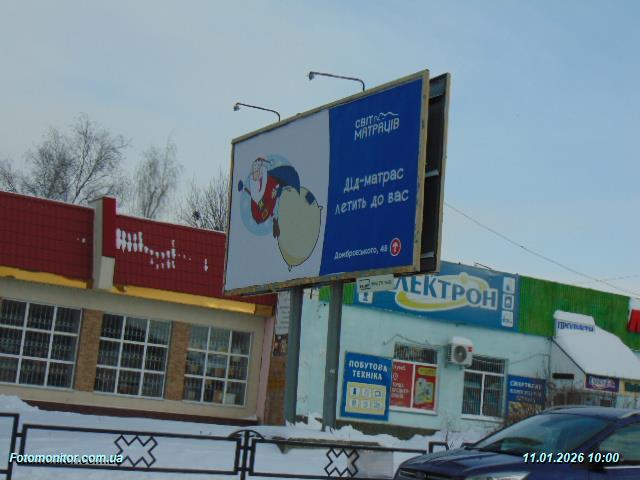 СВІТ
МАТРАЦІВ
Дід-матрас
летить до вас
Домбровського, 48
ЛЕКТРОН
ПОБУТОВА
ТЕХНІКА
Fotomonitor.com.ua
11.01.2026 10:00